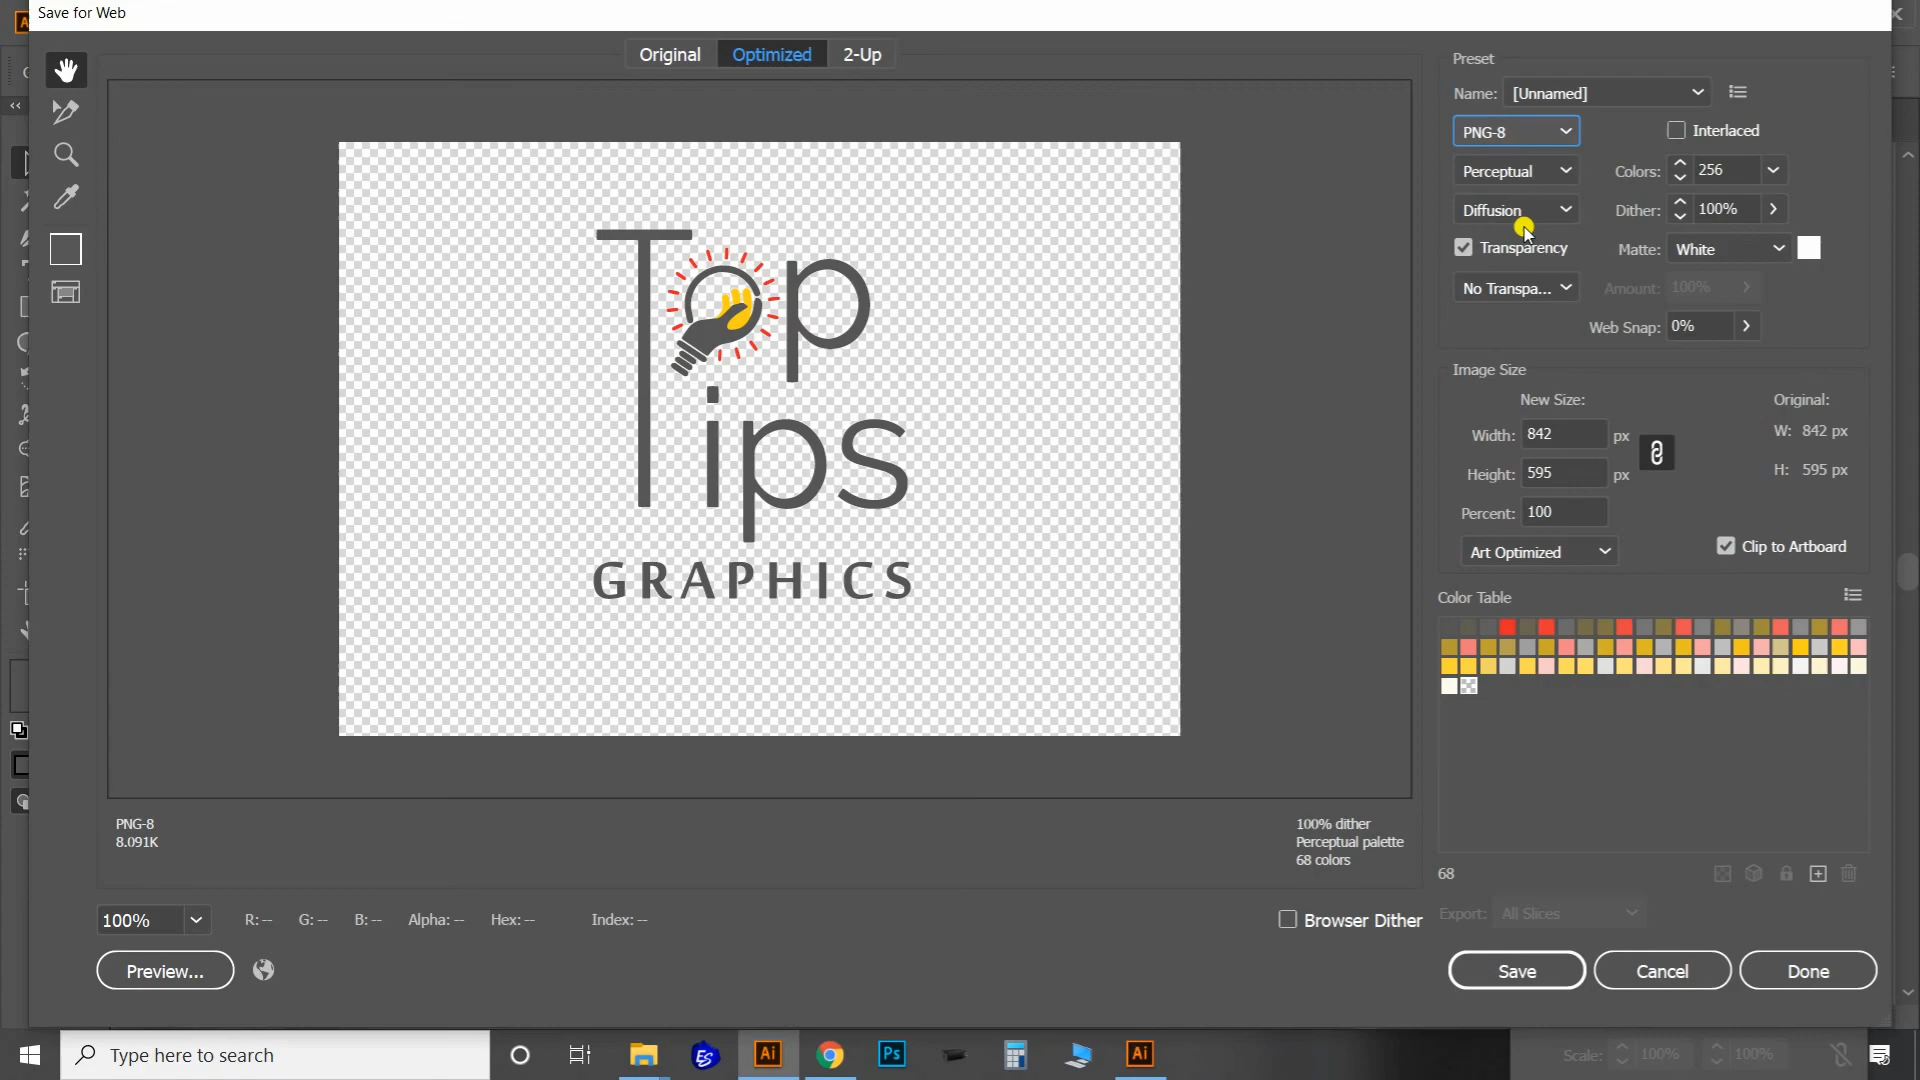 Save for Web
Original
Optimized
2-Up
Top
Tips
GRAPHICS
Preset
Name: [Unnamed]
PNG-8
Interlaced
Perceptual
Colors: 256
Diffusion
Dither: 100%
Transparency
Matte: White
No Transpa...
Amount: 100%
Web Snap: 0%
Image Size
New Size:
Original:
Width: 842 px
W: 842 px
Height: 595 px
H: 595 px
Percent: 100
Art Optimized
Clip to Artboard
Color Table
68
PNG-8
8.091K
100% dither
Perceptual palette
68 colors
100%
R: --
G: --
B: --
Alpha: --
Hex: --
Index: --
Browser Dither
Export: All Slices
Preview...
Save
Cancel
Done
Type here to search
ES
Ai
Ps
Ai
Scale: 100% 100%